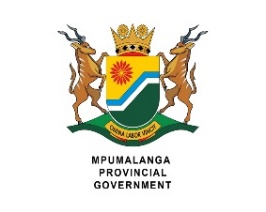 OMNIA LABOR VINCIT
MPUMALANGA
PROVINCIAL
GOVERNMENT